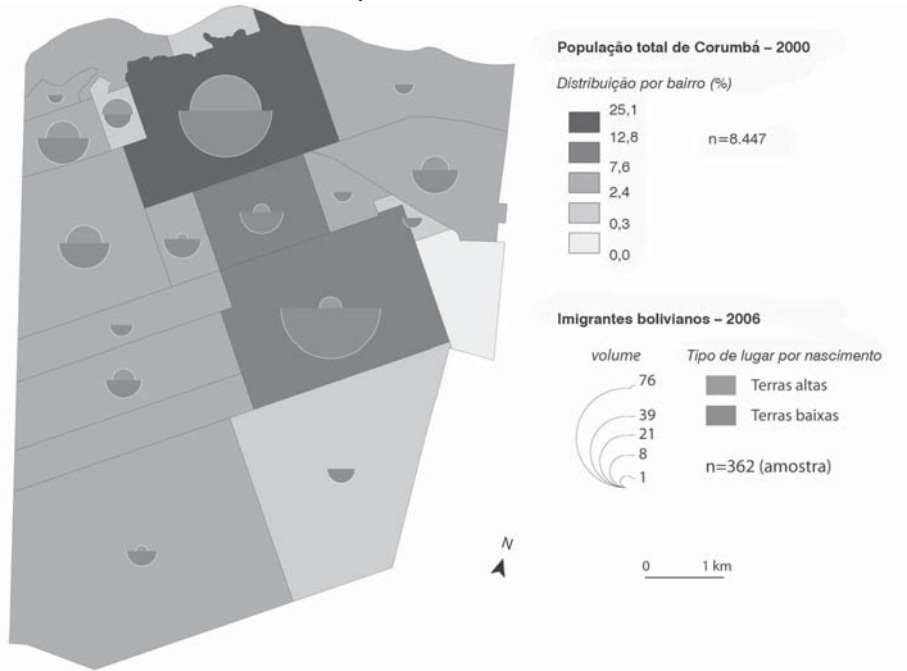 População total de Corumbá – 2000
Distribuição por bairro (%)
25,1
12,8
7,6
2,4
0,3
0,0
n=8.447
Imigrantes bolivianos – 2006
volume
76
39
21
8
1
Tipo de lugar por nascimento
Terras altas
Terras baixas
n=362 (amostra)
N
0 1 km